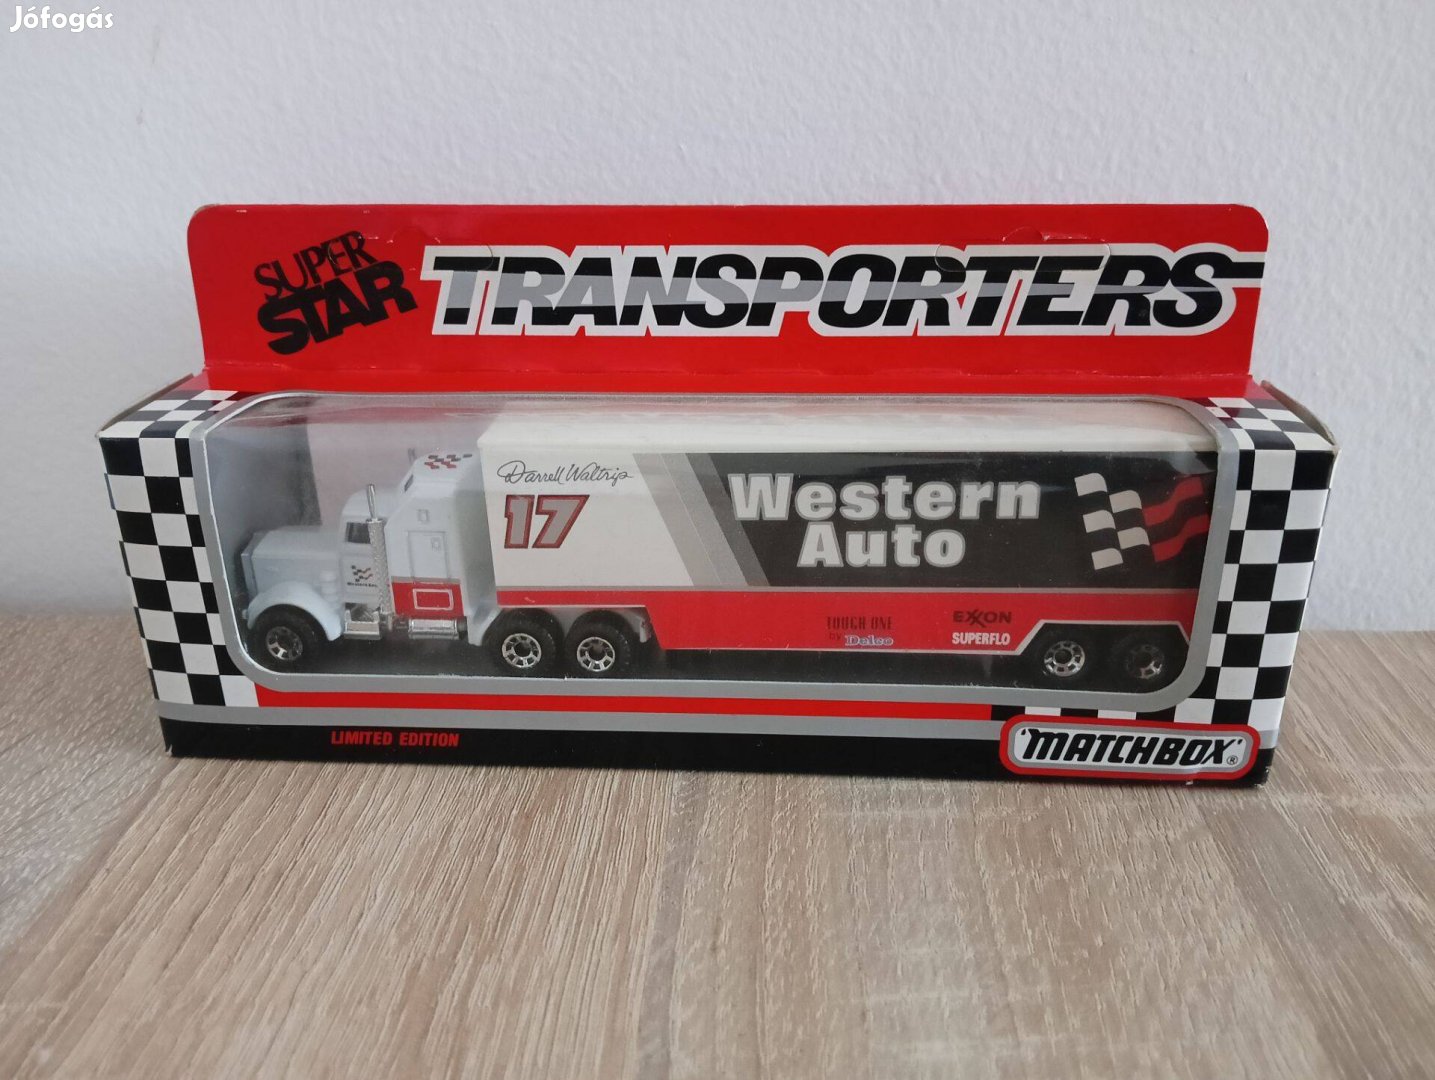 Jófogás
SUPER
STAR
TRANSPORTERS
Darrell Waltrip
17
Western
Auto
TOUGH ONE
by Delco
EXXON
SUPERFLO
LIMITED EDITION
"MATCHBOX"®